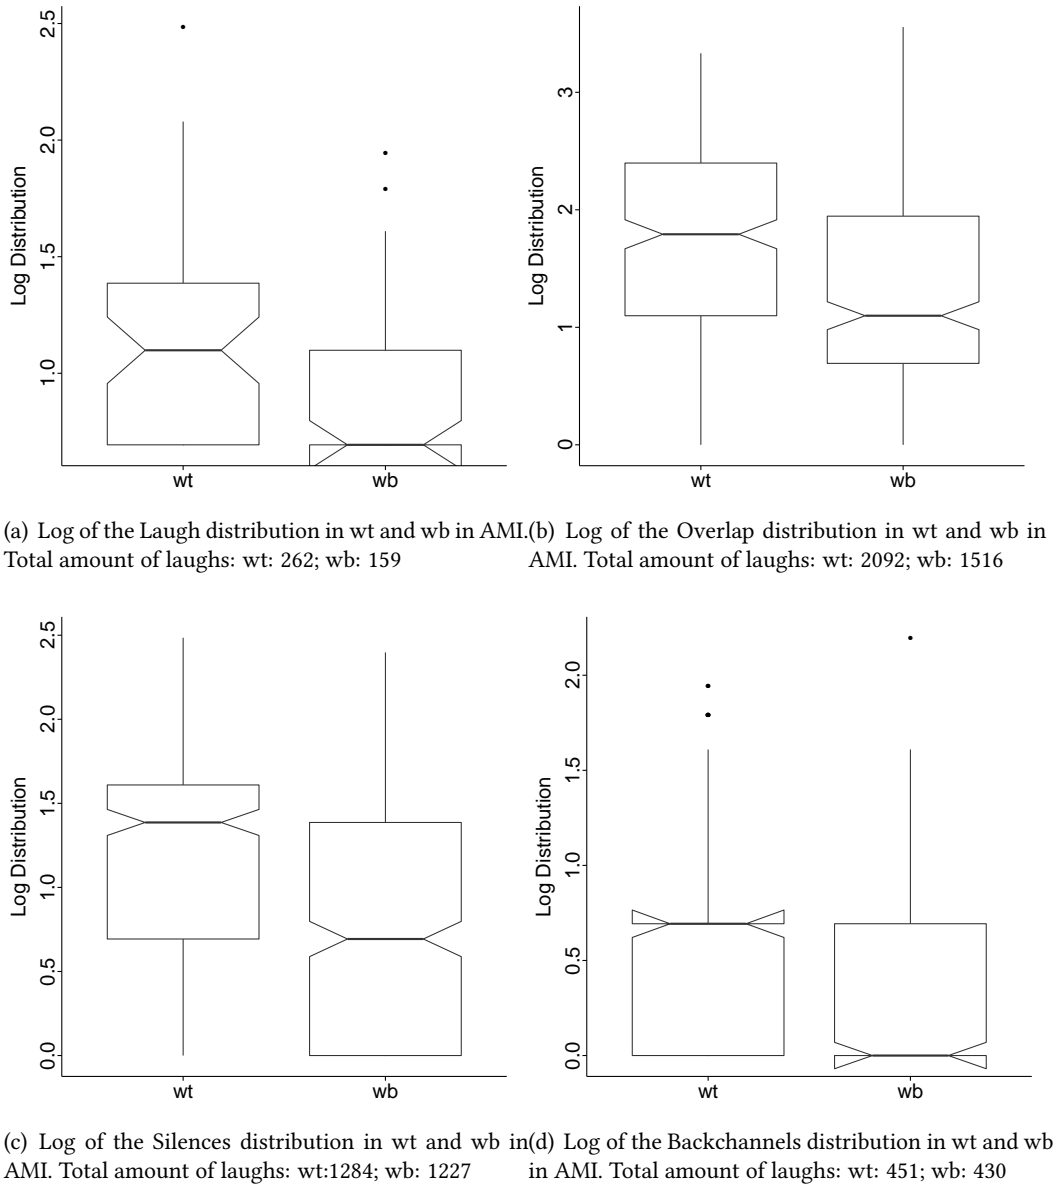 2.5
2.0
1.5
1.0
Log Distribution
wt
wb
3
2
1
0
Log Distribution
wt
wb
(a) Log of the Laugh distribution in wt and wb in AMI.
Total amount of laughs: wt: 262; wb: 159
(b) Log of the Overlap distribution in wt and wb in
AMI. Total amount of laughs: wt: 2092; wb: 1516
2.5
2.0
1.5
1.0
0.5
0.0
Log Distribution
wt
wb
2.0
1.5
1.0
0.5
0.0
Log Distribution
wt
wb
(c) Log of the Silences distribution in wt and wb in
AMI. Total amount of laughs: wt:1284; wb: 1227
(d) Log of the Backchannels distribution in wt and wb
in AMI. Total amount of laughs: wt: 451; wb: 430